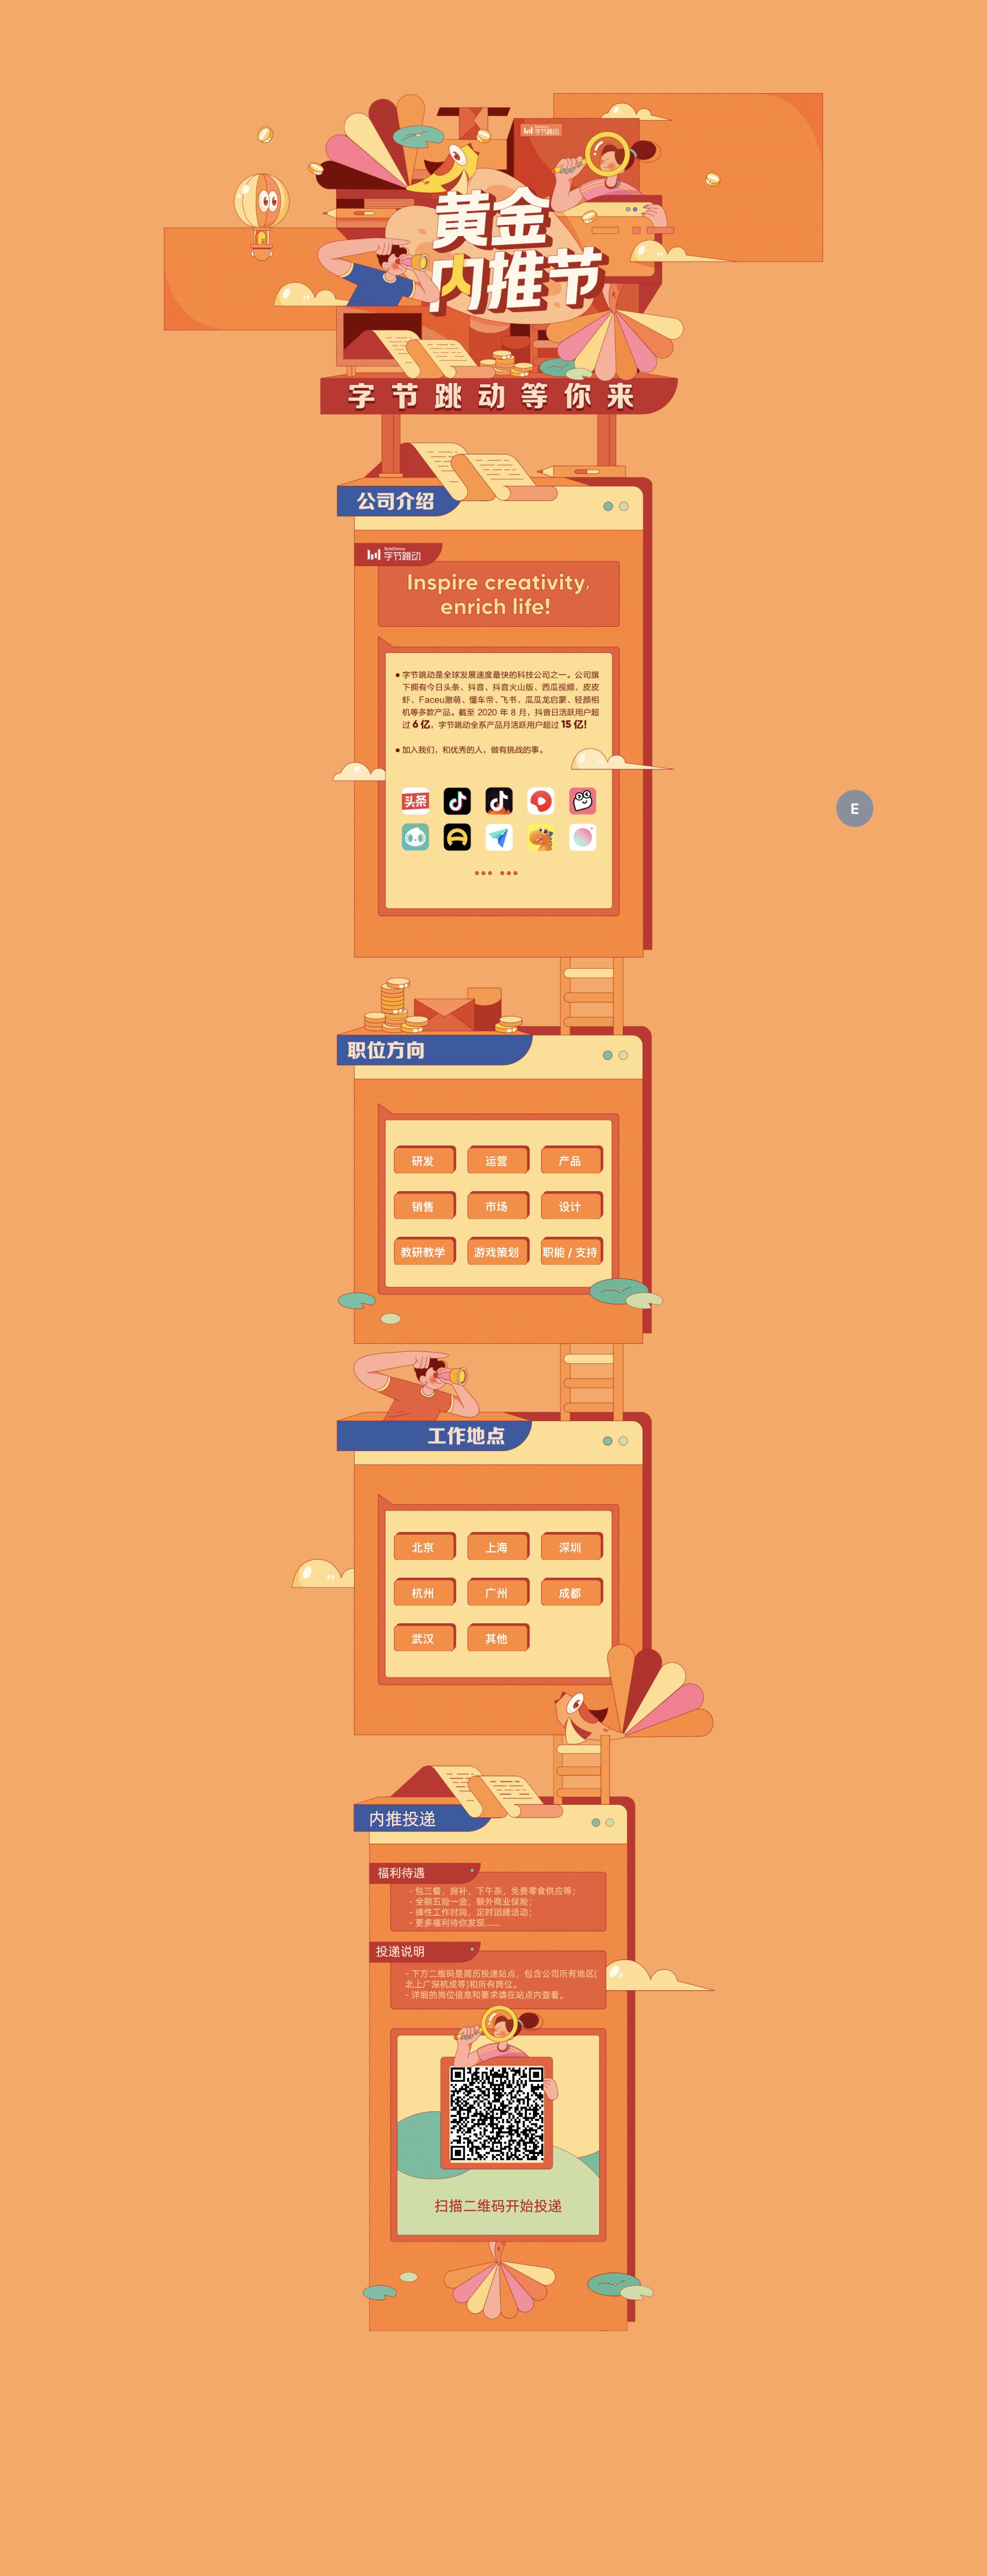 ByteDance
字节跳动
黄金
内推节
字节跳动等你来
公司介绍
ByteDance
字节跳动
Inspire creativity,
enrich life!
● 字节跳动是全球发展速度最快的科技公司之一。公司旗
下拥有今日头条、抖音、抖音火山版、西瓜视频、皮皮
虾、Faceu激萌、懂车帝、飞书、瓜瓜龙启蒙、轻颜相
机等多款产品。截至 2020 年 8 月，抖音日活跃用户超
过 6 亿，字节跳动全系产品月活跃用户超过 15 亿!
● 加入我们，和优秀的人，做有挑战的事。
头条
E
职位方向
研发 运营 产品
销售 市场 设计
教研教学 游戏策划 职能 / 支持
工作地点
北京 上海 深圳
杭州 广州 成都
武汉 其他
内推投递
福利待遇
- 包三餐，房补，下午茶，免费零食供应等；
- 全额五险一金，额外商业保险；
- 弹性工作时间，定时团建活动；
- 更多福利待你发现......
投递说明
- 下方二维码是简历投递站点，包含公司所有地区(
北上广深杭成等)和所有岗位。
- 详细的岗位信息和要求请在站点内查看。
扫描二维码开始投递